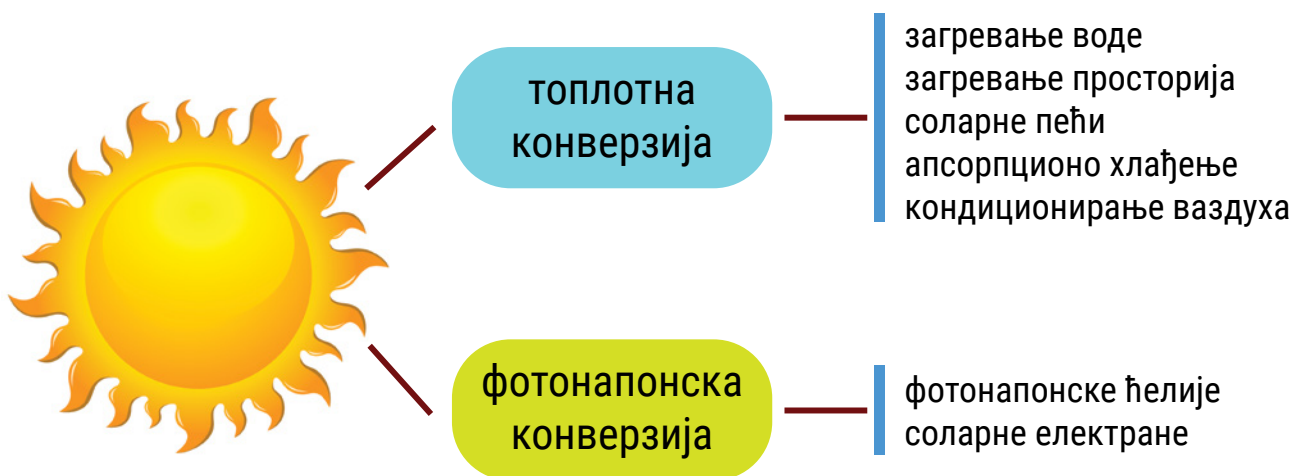 топлотна
конверзија
загревање воде
загревање просторија
соларне пећи
апсорпционо хлађење
кондиционирање ваздуха
фотонапонска
конверзија
фотонапонске ћелије
соларне електране